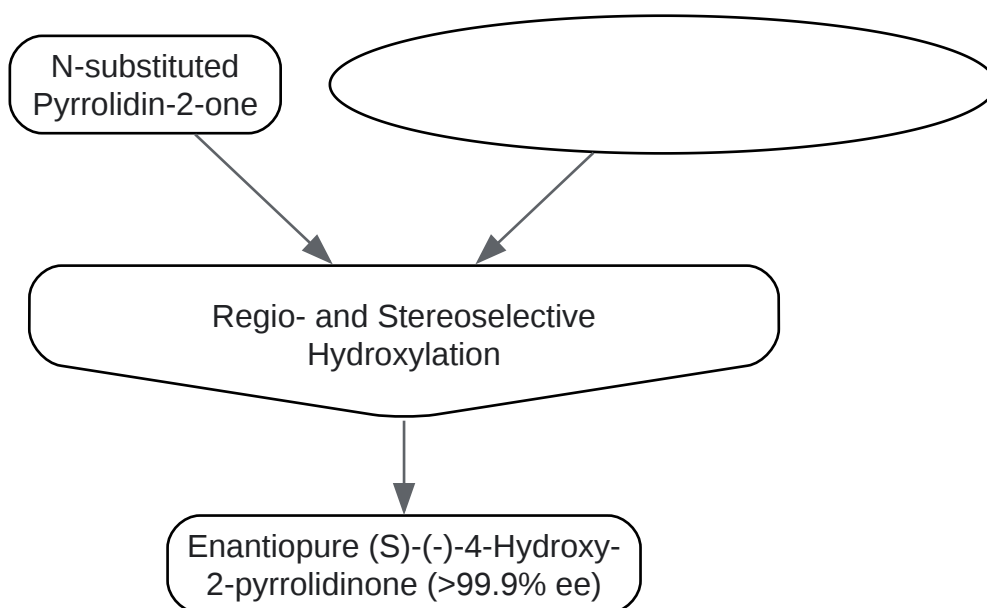 N-substituted
Pyrrolidin-2-one
Regio- and Stereoselective
Hydroxylation
Enantiopure (S)-(-)-4-Hydroxy-
2-pyrrolidinone (>99.9% ee)